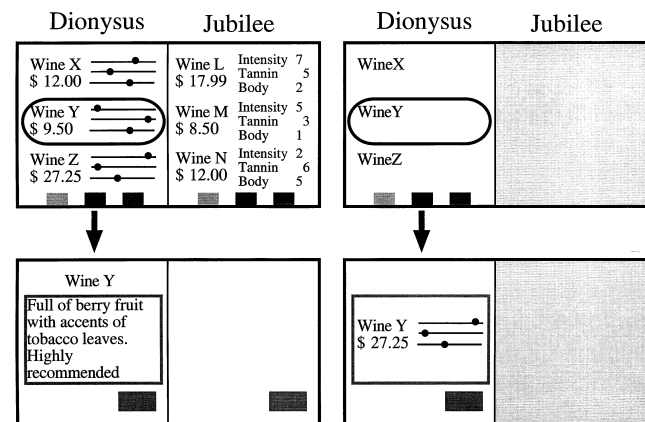 Dionysus
Jubilee
Wine X
$ 12.00
Wine Y
$ 9.50
Wine Z
$ 27.25
Wine L
$ 17.99
Intensity 7
Tannin 5
Body 2
Wine M
$ 8.50
Intensity 5
Tannin 3
Body 1
Wine N
$ 12.00
Intensity 2
Tannin 6
Body 5
Wine Y
Full of berry fruit
with accents of
tobacco leaves.
Highly
recommended
Dionysus
Jubilee
WineX
WineY
WineZ
Wine Y
$ 27.25